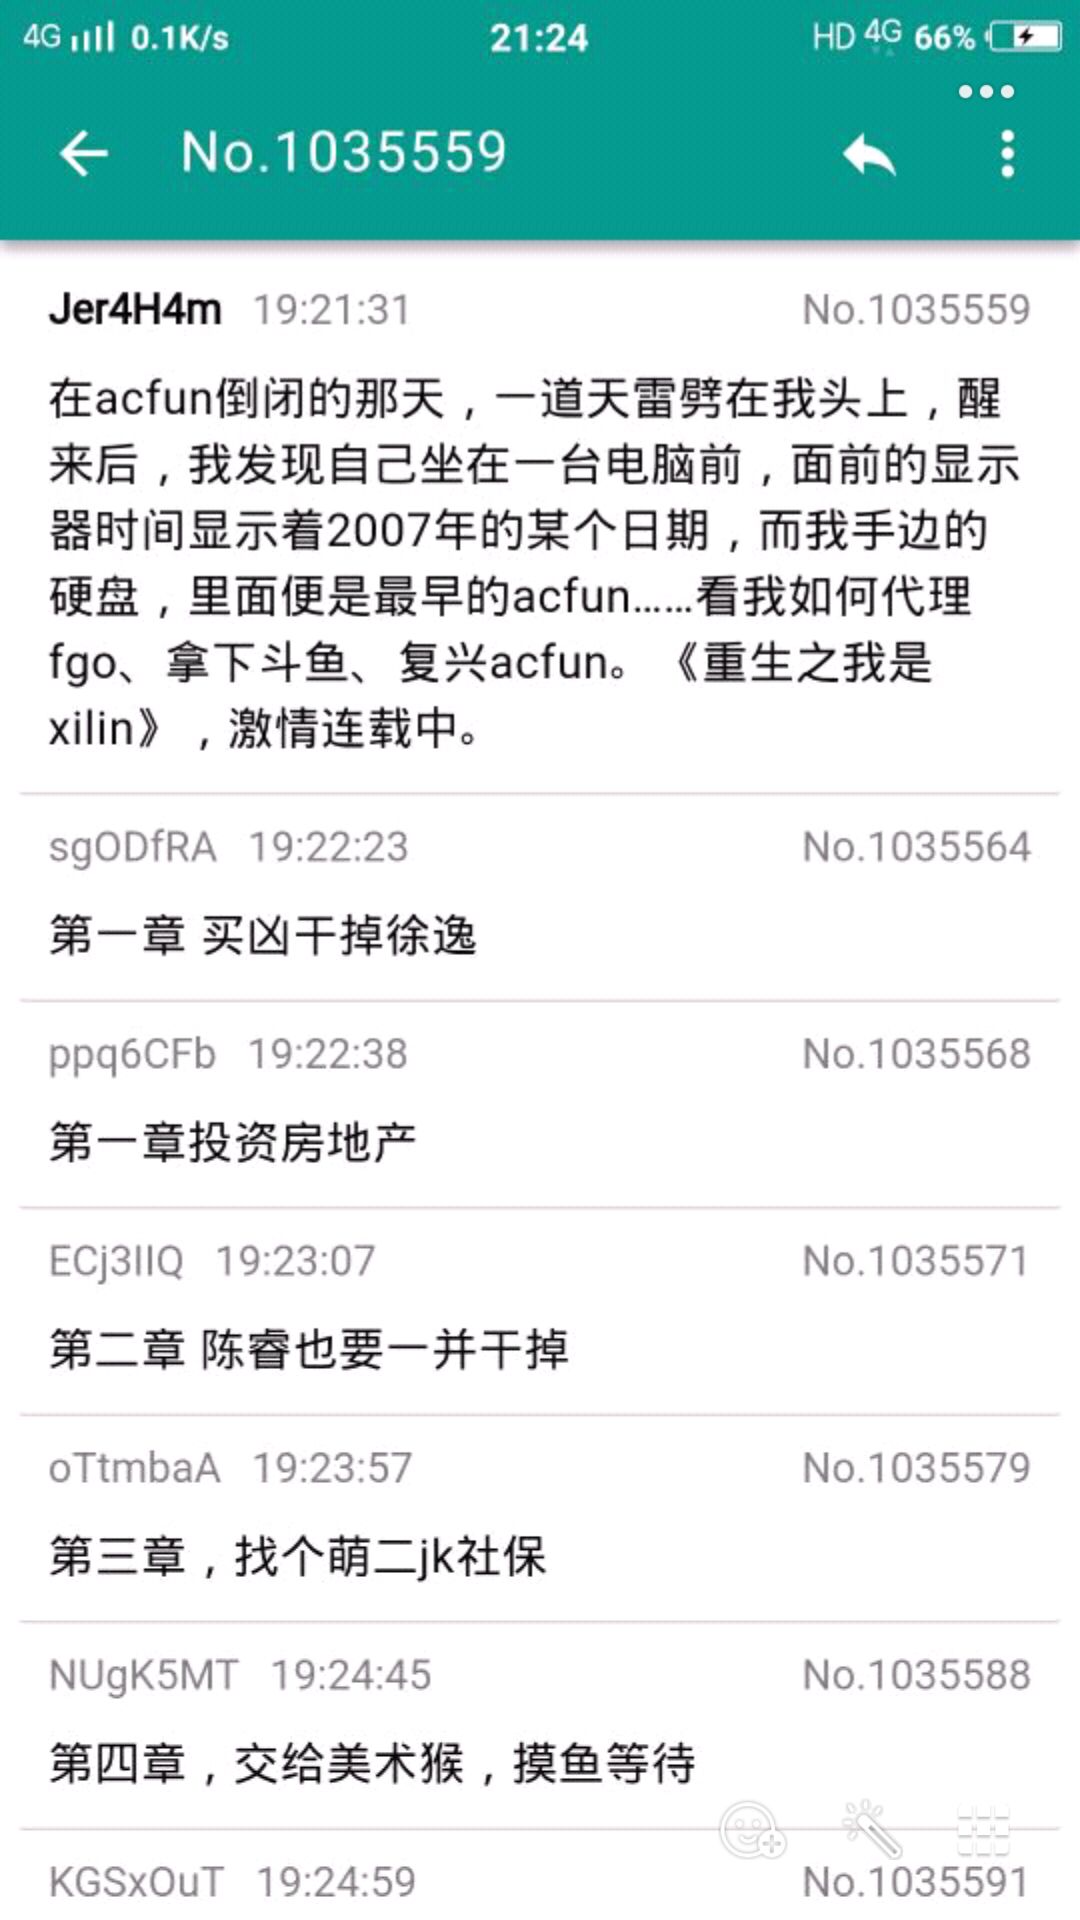 4G 0.1K/s 21:24 HD 4G 66%
No.1035559
Jer4H4m 19:21:31 No.1035559
在acfun倒闭的那天，一道天雷劈在我头上，醒
来后，我发现自己坐在一台电脑前，面前的显示
器时间显示着2007年的某个日期，而我手边的
硬盘，里面便是最早的acfun……看我如何代理
fgo、拿下斗鱼、复兴acfun。《重生之我是
xilin》，激情连载中。
sgODfRA 19:22:23 No.1035564
第一章 买凶干掉徐逸
ppq6CFb 19:22:38 No.1035568
第一章投资房地产
ECj3IIQ 19:23:07 No.1035571
第二章 陈睿也要一并干掉
oTtmbaA 19:23:57 No.1035579
第三章，找个萌二jk社保
NUgK5MT 19:24:45 No.1035588
第四章，交给美术猴，摸鱼等待
KGSxOuT 19:24:59 No.1035591